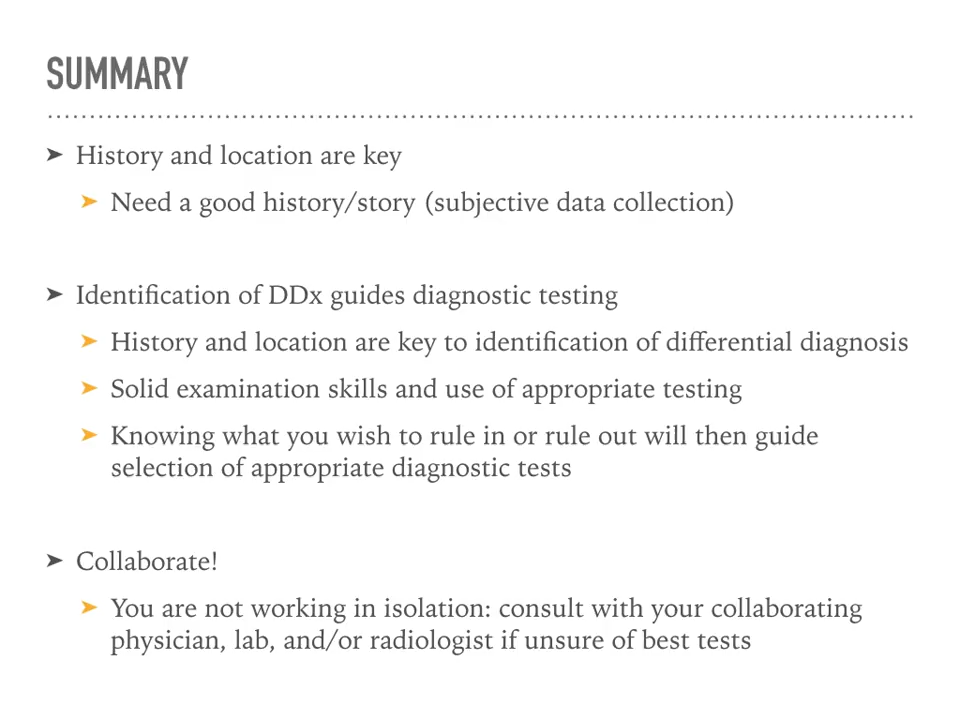 SUMMARY
➤ History and location are key
➤ Need a good history/story (subjective data collection)
➤ Identification of DDx guides diagnostic testing
➤ History and location are key to identification of differential diagnosis
➤ Solid examination skills and use of appropriate testing
➤ Knowing what you wish to rule in or rule out will then guide
selection of appropriate diagnostic tests
➤ Collaborate!
➤ You are not working in isolation: consult with your collaborating
physician, lab, and/or radiologist if unsure of best tests